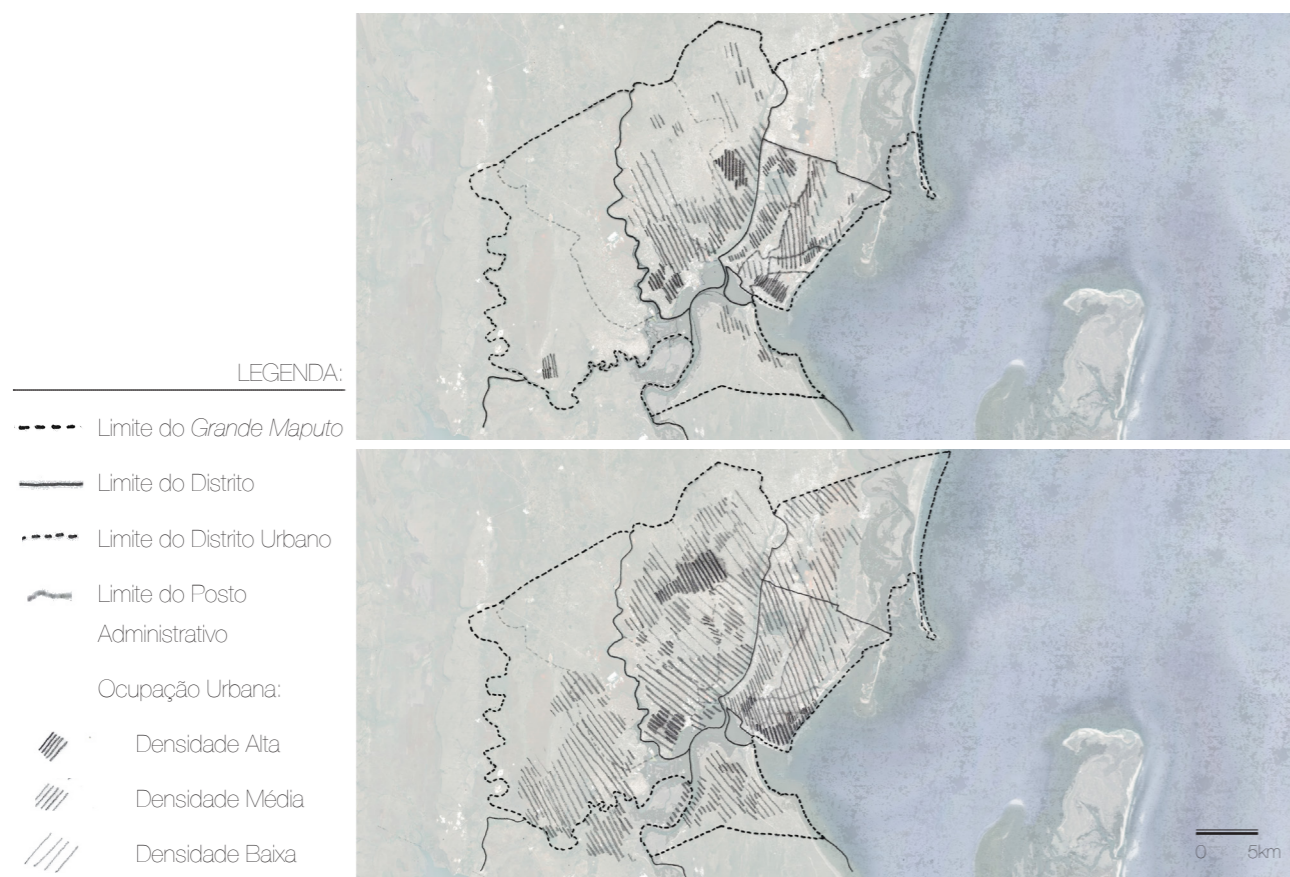 LEGENDA:
Limite do Grande Maputo
Limite do Distrito
Limite do Distrito Urbano
Limite do Posto
Administrativo
Ocupação Urbana:
Densidade Alta
Densidade Média
Densidade Baixa
0 5km